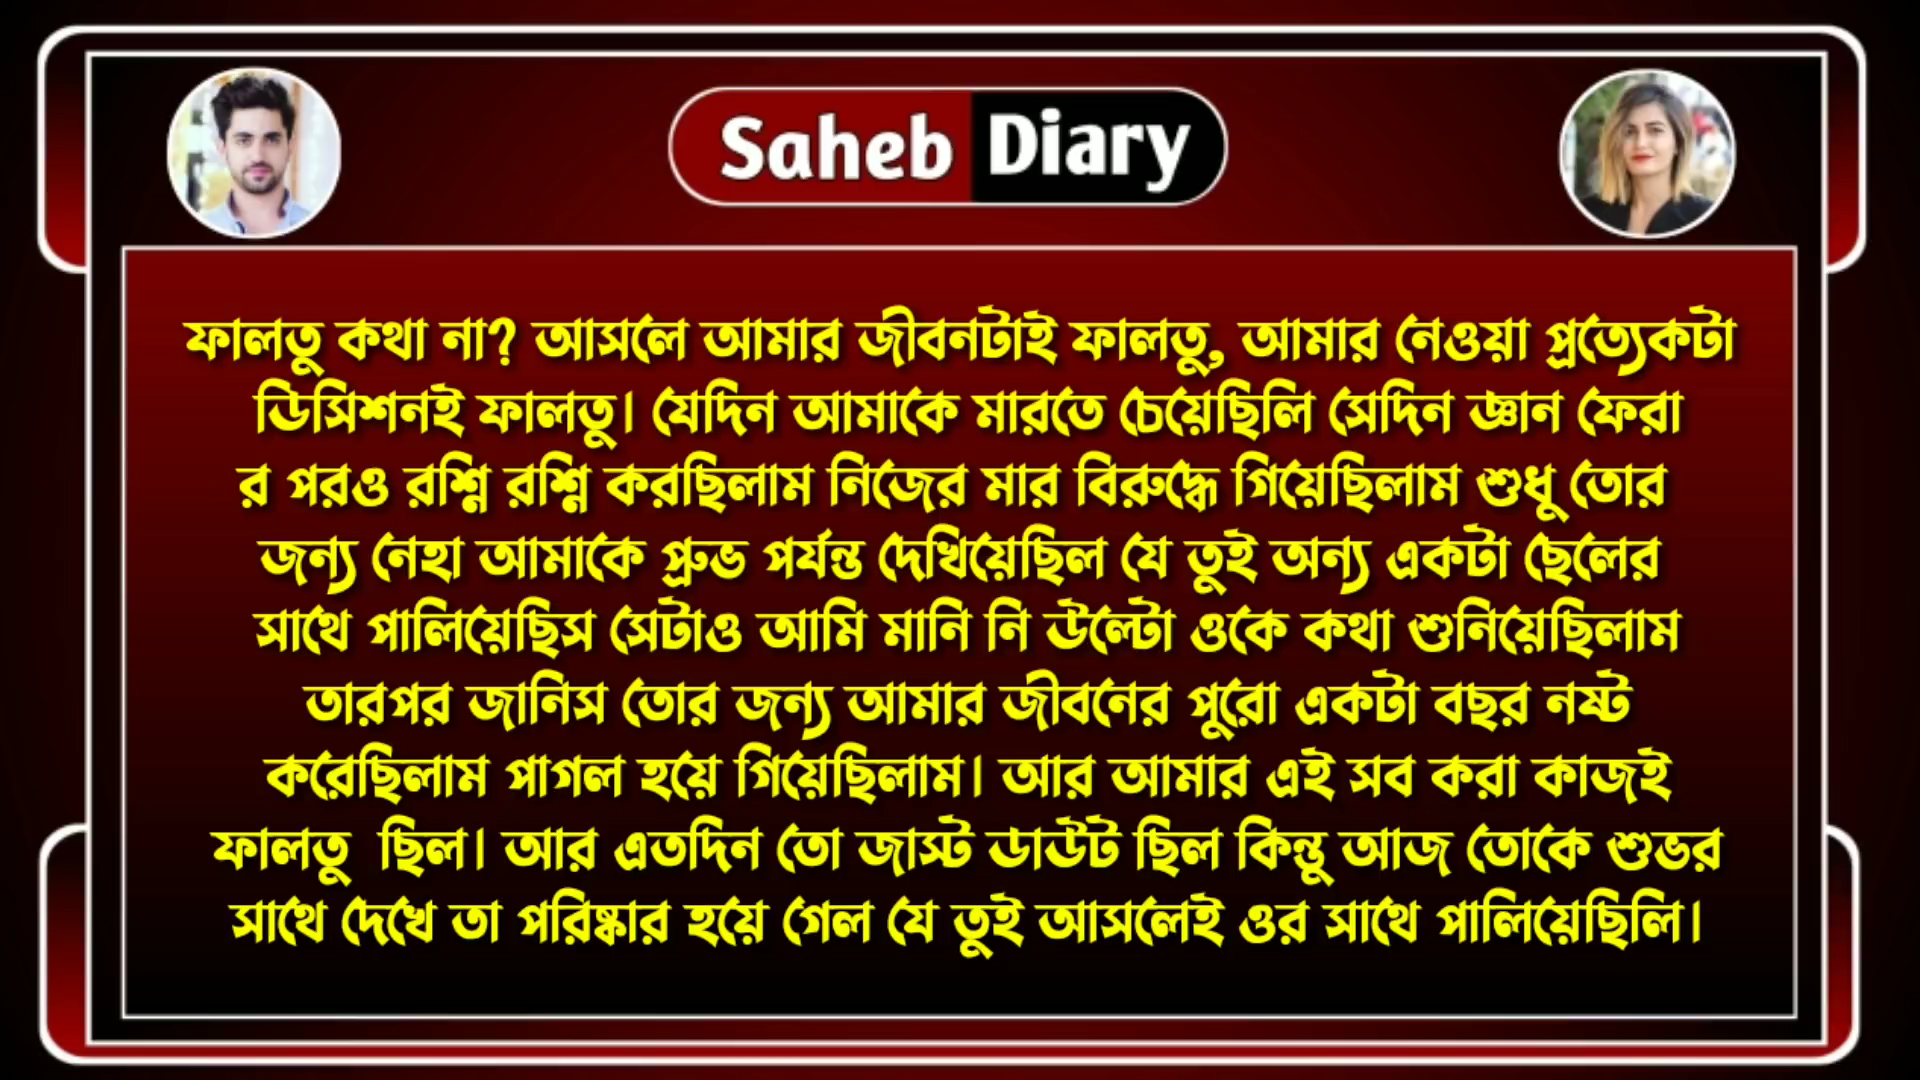 Saheb Diary
ফালতু কথা না? আসলে আমার জীবনটাই ফালতু, আমার নেওয়া প্রত্যেকটা
ডিসিশনই ফালতু। যেদিন আমাকে মারতে চেয়েছিলি সেদিন জ্ঞান ফেরা
র পরও রশ্নি রশ্নি করছিলাম নিজের মার বিরুদ্ধে গিয়েছিলাম শুধু তোর
জন্য নেহা আমাকে প্রুভ পর্যন্ত দেখিয়েছিল যে তুই অন্য একটা ছেলের
সাথে পালিয়েছিস সেটাও আমি মানি নি উল্টো ওকে কথা শুনিয়েছিলাম
তারপর জানিস তোর জন্য আমার জীবনের পুরো একটা বছর নষ্ট
করেছিলাম পাগল হয়ে গিয়েছিলাম। আর আমার এই সব করা কাজই
ফালতু  ছিল। আর এতদিন তো জাস্ট ডাউট ছিল কিন্তু আজ তোকে শুভর
সাথে দেখে তা পরিষ্কার হয়ে গেল যে তুই আসলেই ওর সাথে পালিয়েছিলি।